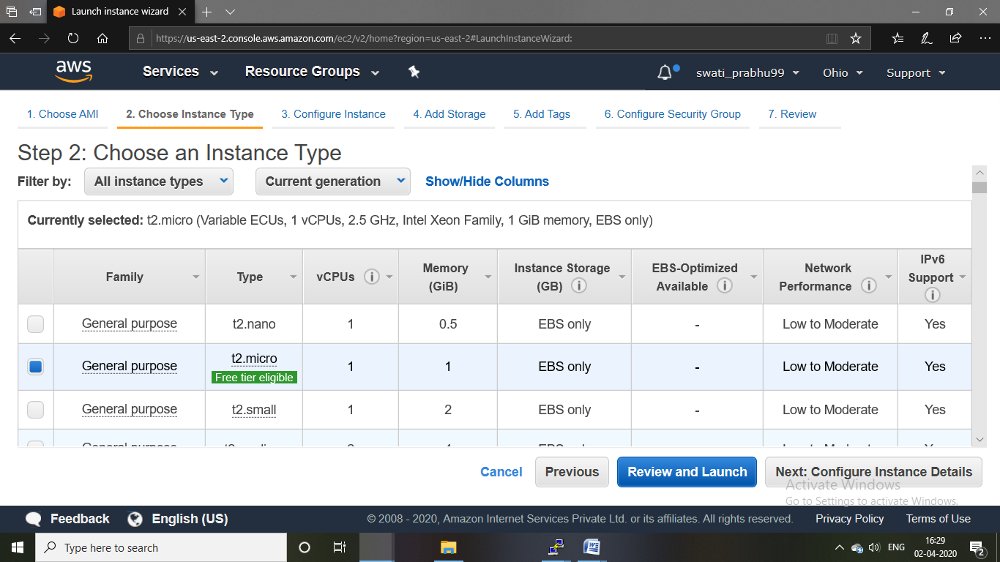 Launch instance wizard
https://us-east-2.console.aws.amazon.com/ec2/v2/home?region=us-east-2#LaunchInstanceWizard:
aws Services Resource Groups swati_prabhu99 Ohio Support
1. Choose AMI 2. Choose Instance Type 3. Configure Instance 4. Add Storage 5. Add Tags 6. Configure Security Group 7. Review
Step 2: Choose an Instance Type
Filter by: All instance types Current generation Show/Hide Columns
Currently selected: t2.micro (Variable ECUs, 1 vCPUs, 2.5 GHz, Intel Xeon Family, 1 GiB memory, EBS only)
Family Type vCPUs Memory (GiB) Instance Storage (GB) EBS-Optimized Available Network Performance IPv6 Support
General purpose t2.nano 1 0.5 EBS only - Low to Moderate Yes
General purpose t2.micro Free tier eligible 1 1 EBS only - Low to Moderate Yes
General purpose t2.small 1 2 EBS only - Low to Moderate Yes
Cancel Previous Review and Launch Next: Configure Instance Details
Activate Windows
Go to Settings to activate Windows.
Feedback English (US) © 2008 - 2020, Amazon Internet Services Private Ltd. or its affiliates. All rights reserved. Privacy Policy Terms of Use
Type here to search ENG 16:29
02-04-2020 2